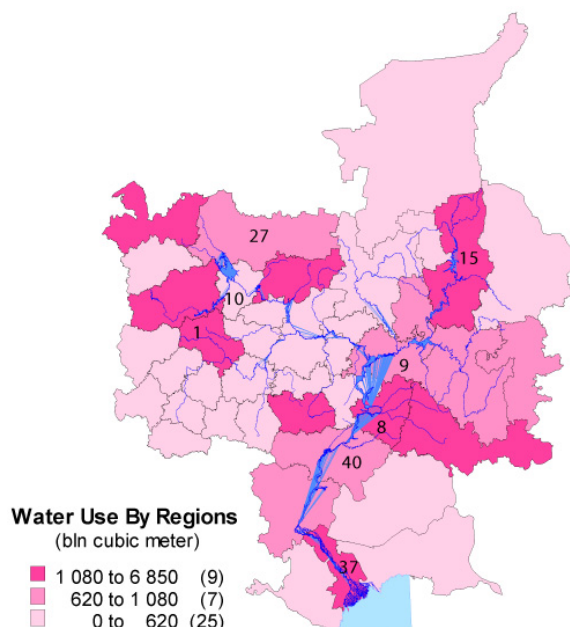 27
15
10
1
9
8
40
37
Water Use By Regions
(bln cubic meter)
1 080 to 6 850 (9)
620 to 1 080 (7)
0 to 620 (25)